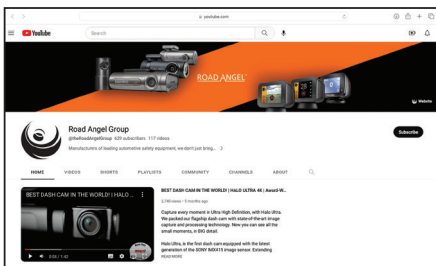 youtube.com
YouTube
Search
ROAD ANGEL
Website
Road Angel Group
@theRoadAngelGroup 629 subscribers 117 videos
Manufacturers of leading automotive safety equipment, we don't just bring...
Subscribe
HOME VIDEOS SHORTS PLAYLISTS COMMUNITY CHANNELS ABOUT
BEST DASH CAM IN THE WORLD! | HALO ...
BEST DASH CAM IN THE WORLD! | HALO ULTRA 4K | Award-W...
2,740 views • 5 months ago
Capture every moment in Ultra High Definition, with Halo Ultra.
We packed our flagship dash cam with state-of-the-art image
capture and processing technology. Now you can see all the
small moments, in BIG detail.
Halo Ultra, is the first dash cam equipped with the latest
generation of the SONY IMX415 image sensor. Extending
READ MORE
0:05 / 1:42